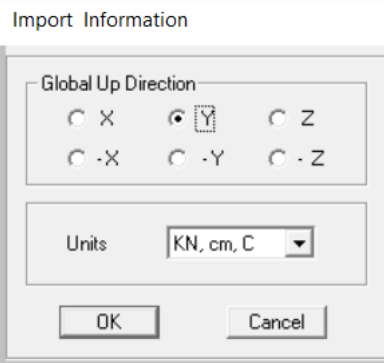 Import Information
Global Up Direction
X Y Z
-X -Y - Z
Units KN, cm, C
OK Cancel